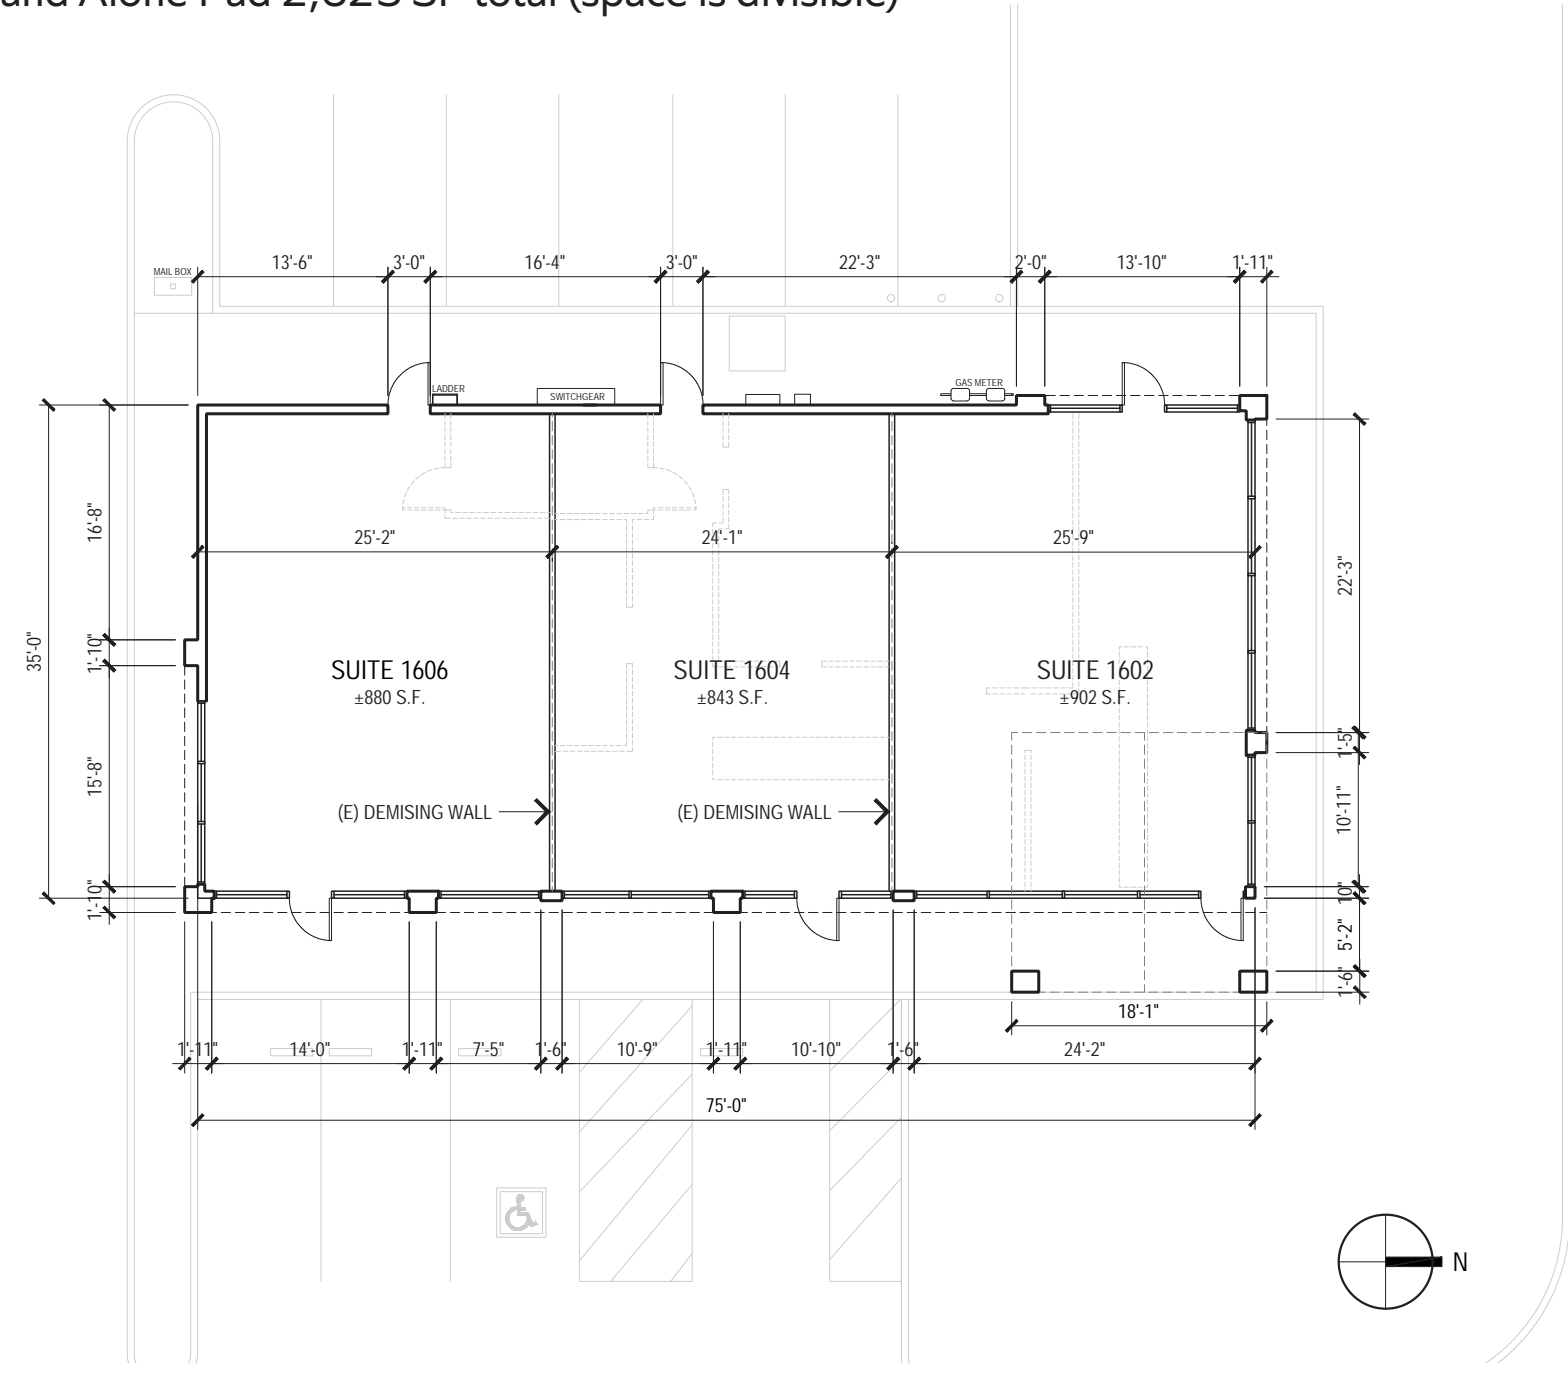 and Alone Pad 2,625 SF total (space is divisible)
13'-6"
3'-0"
16'-4"
3'-0"
22'-3"
2'-0"
13'-10"
1'-11"
MAIL BOX
LADDER
SWITCHGEAR
GAS METER
16'-8"
25'-2"
24'-1"
25'-9"
22'-3"
35'-0"
1'-10"
SUITE 1606
±880 S.F.
SUITE 1604
±843 S.F.
SUITE 1602
±902 S.F.
1'-5"
15'-8"
(E) DEMISING WALL
(E) DEMISING WALL
10'-11"
1'-10"
10"
5'-2"
1'-6"
18'-1"
1'-11"
14'-0"
1'-11"
7'-5"
1'-6"
10'-9"
1'-11"
10'-10"
1'-6"
24'-2"
75'-0"
N